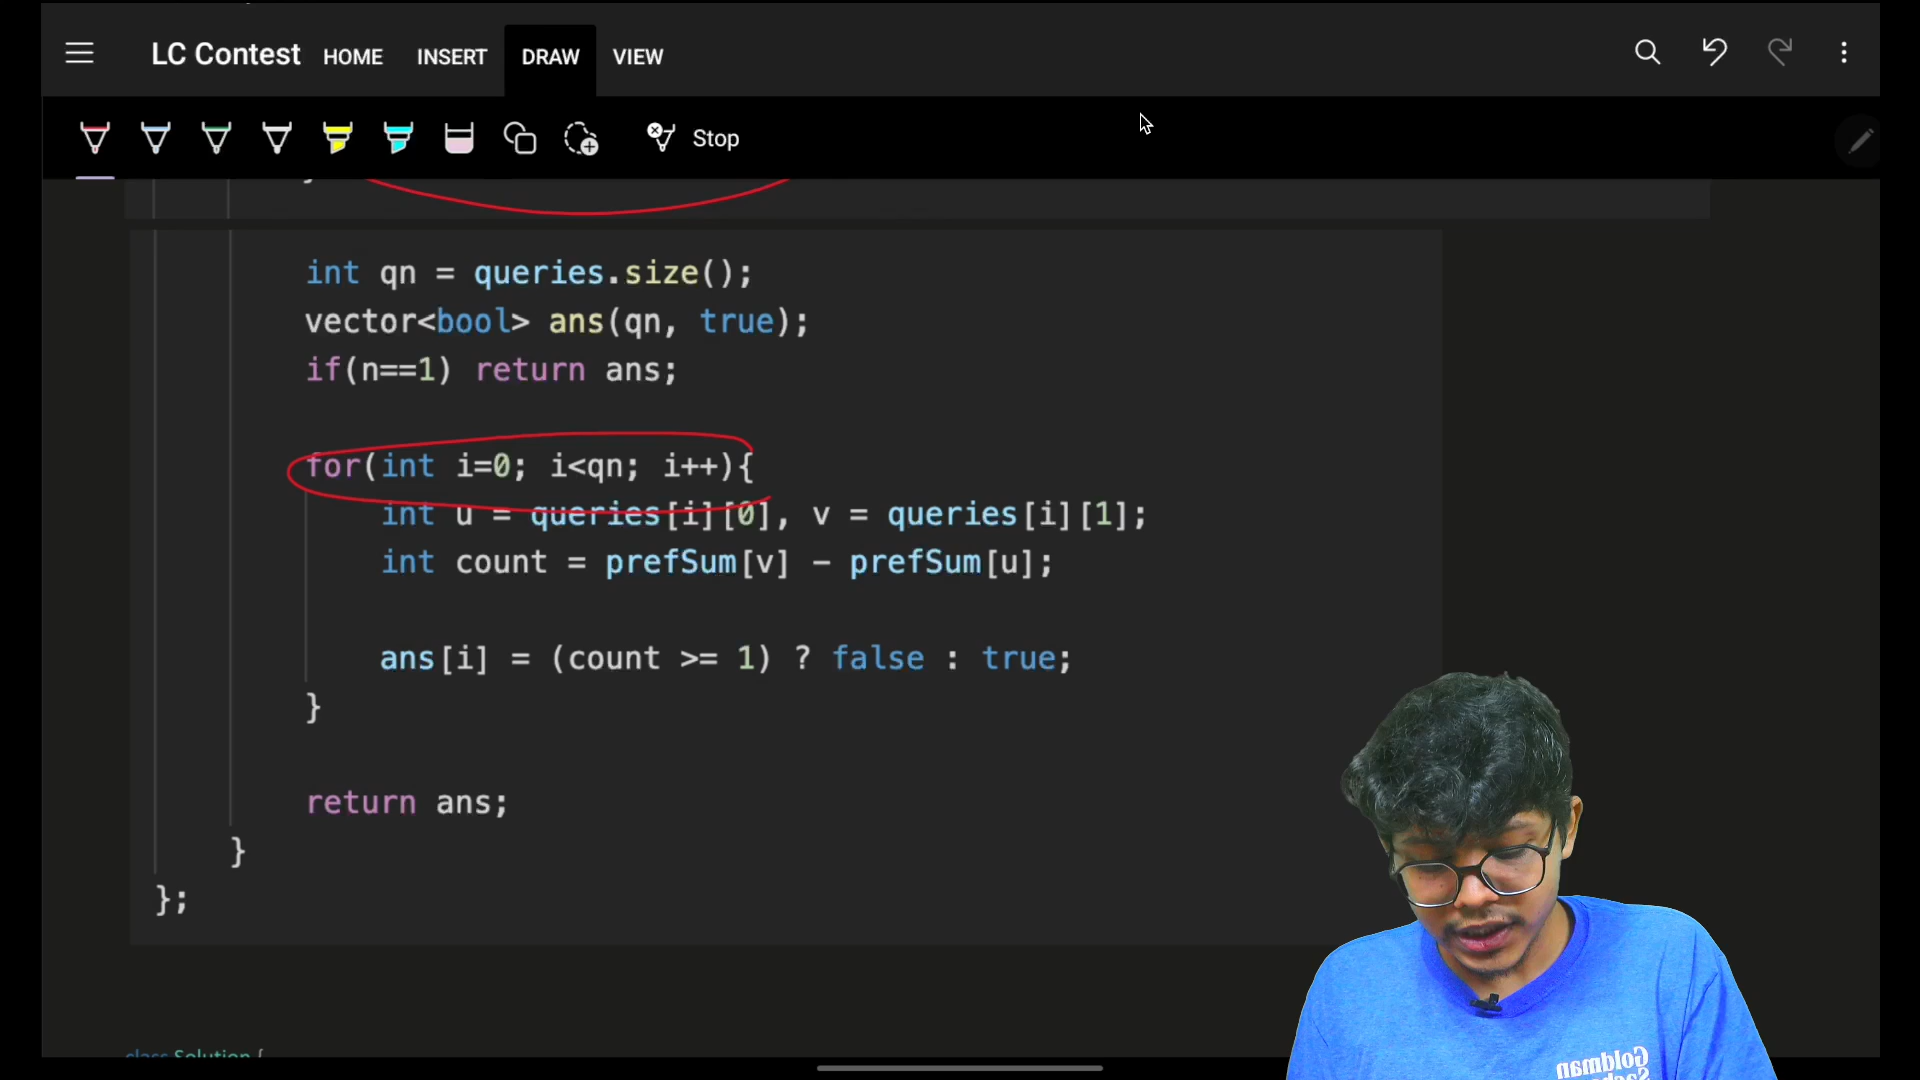 LC Contest HOME INSERT DRAW VIEW
Stop
int qn = queries.size();
vector<bool> ans(qn, true);
if(n==1) return ans;
for(int i=0; i<qn; i++){
int u = queries[i][0], v = queries[i][1];
int count = prefSum[v] - prefSum[u];
ans[i] = (count >= 1) ? false : true;
}
return ans;
}
};
class Solution {
Goldman
Sachs